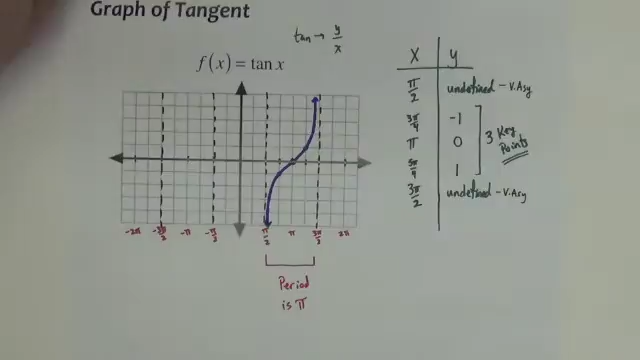 Graph of Tangent
tan → y/x
f(x) = tan x
x y
π/2 undefined - V.Asy
3π/4 -1
π 0
5π/4 1
3π/2 undefined - V.Asy
3 Key
Points
-2π -3π/2 -π -π/2 π/2 π 3π/2 2π
Period
is π